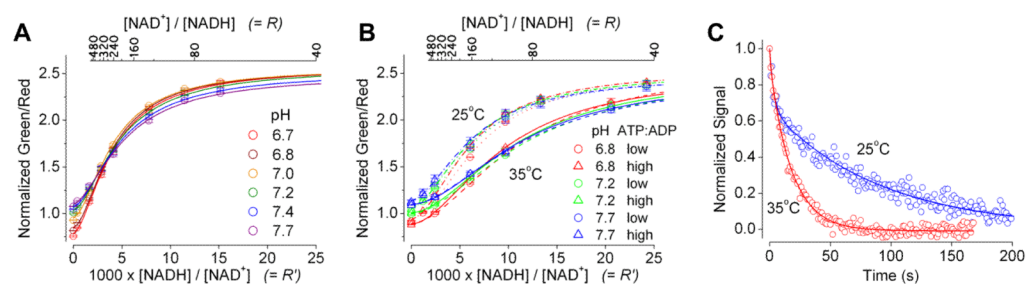 A
[NAD⁺] / [NADH] (= R)
480
320
240
160
80
40
Normalized Green/Red
2.5
2.0
1.5
1.0
pH
6.7
6.8
7.0
7.2
7.4
7.7
0 5 10 15 20 25
1000 x [NADH] / [NAD⁺] (= R')
B
[NAD⁺] / [NADH] (= R)
480
320
240
160
80
40
Normalized Green/Red
2.5
2.0
1.5
1.0
25°C
35°C
pH ATP:ADP
6.8 low
6.8 high
7.2 low
7.2 high
7.7 low
7.7 high
0 5 10 15 20 25
1000 x [NADH] / [NAD⁺] (= R')
C
Normalized Signal
1.0
0.8
0.6
0.4
0.2
0.0
25°C
35°C
0 50 100 150 200
Time (s)